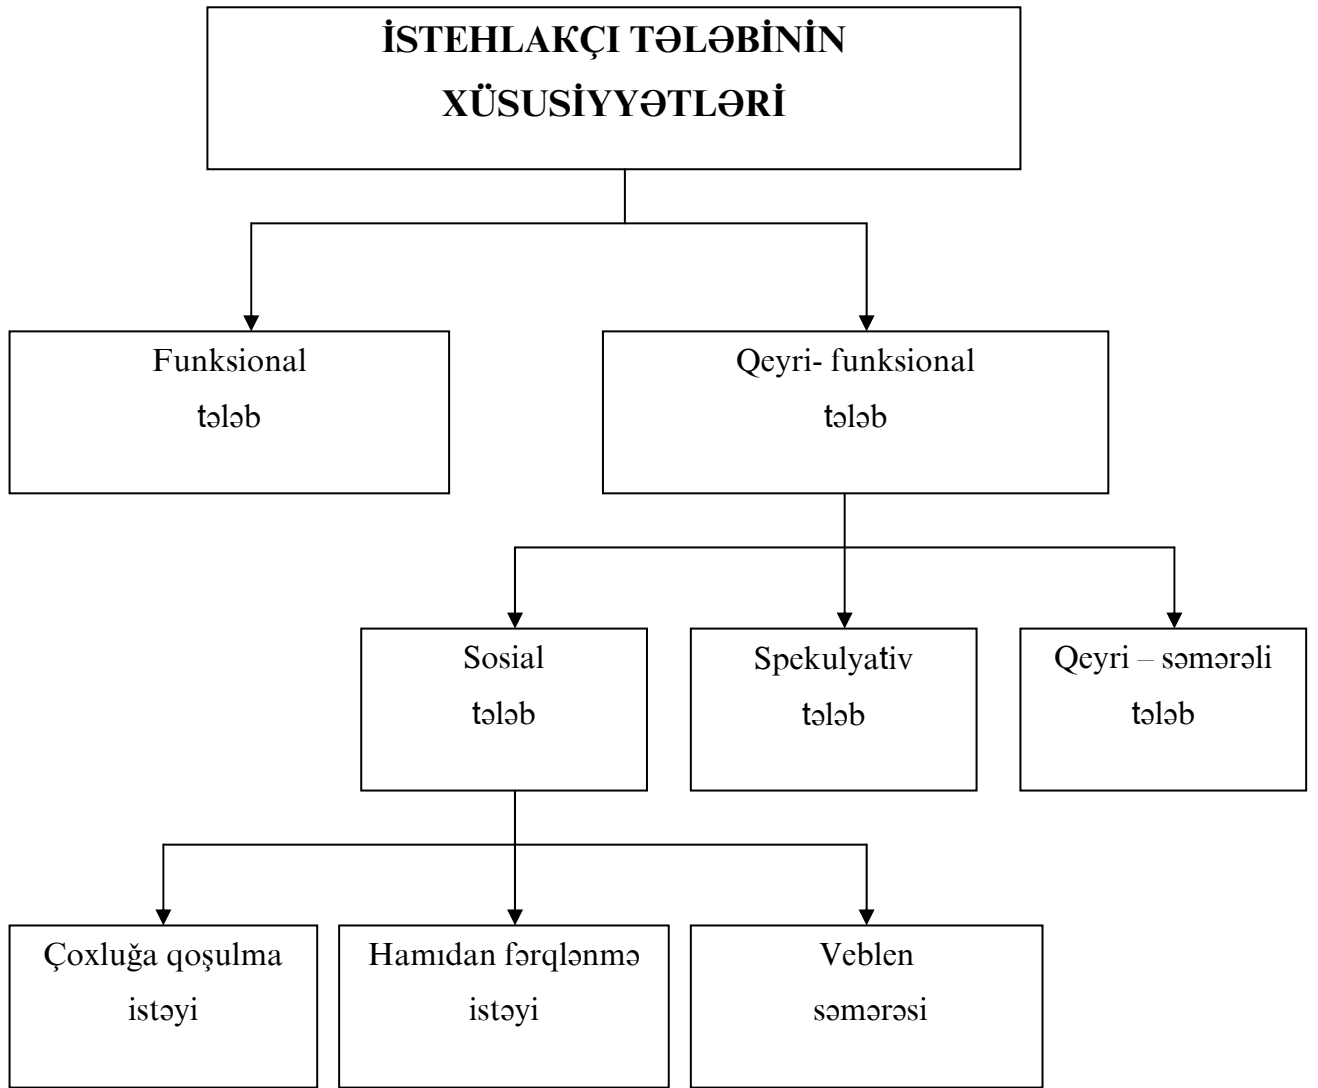 İSTEHLAKÇI TƏLƏBİNİN
XÜSUSİYYƏTLƏRİ
Funksional
tələb
Qeyri- funksional
tələb
Sosial
tələb
Spekulyativ
tələb
Qeyri – səmərəli
tələb
Çoxluğa qoşulma
istəyi
Hamıdan fərqlənmə
istəyi
Veblen
səmərəsi